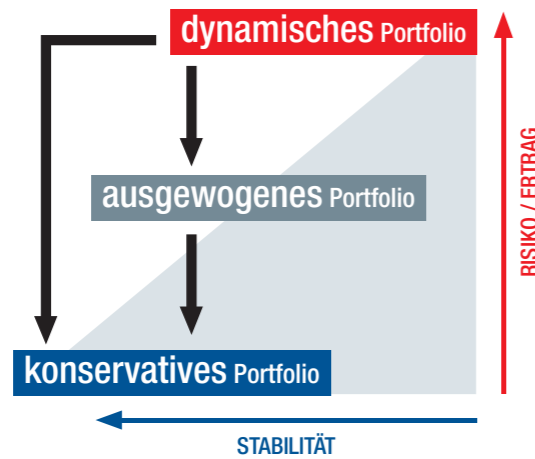 dynamisches Portfolio
ausgewogenes Portfolio
RISIKO / ERTRAG
konservatives Portfolio
STABILITÄT